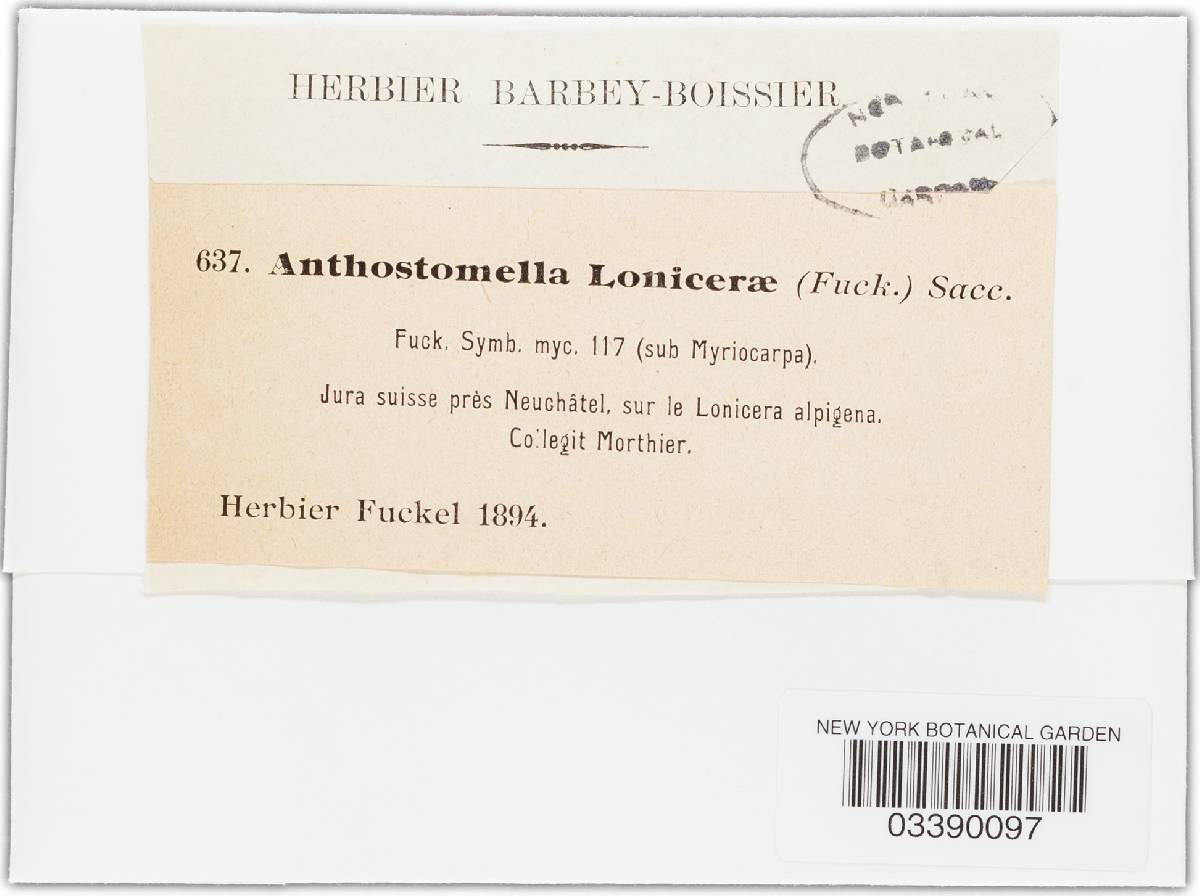 HERBIER BARBEY-BOISSIER
BOTANICAL
637. Anthostomella Loniceræ (Fuck.) Sacc.
Fuck. Symb. myc. 117 (sub Myriocarpa).
Jura suisse près Neuchâtel, sur le Lonicera alpigena.
Collegit Morthier.
Herbier Fuckel 1894.
NEW YORK BOTANICAL GARDEN
03390097